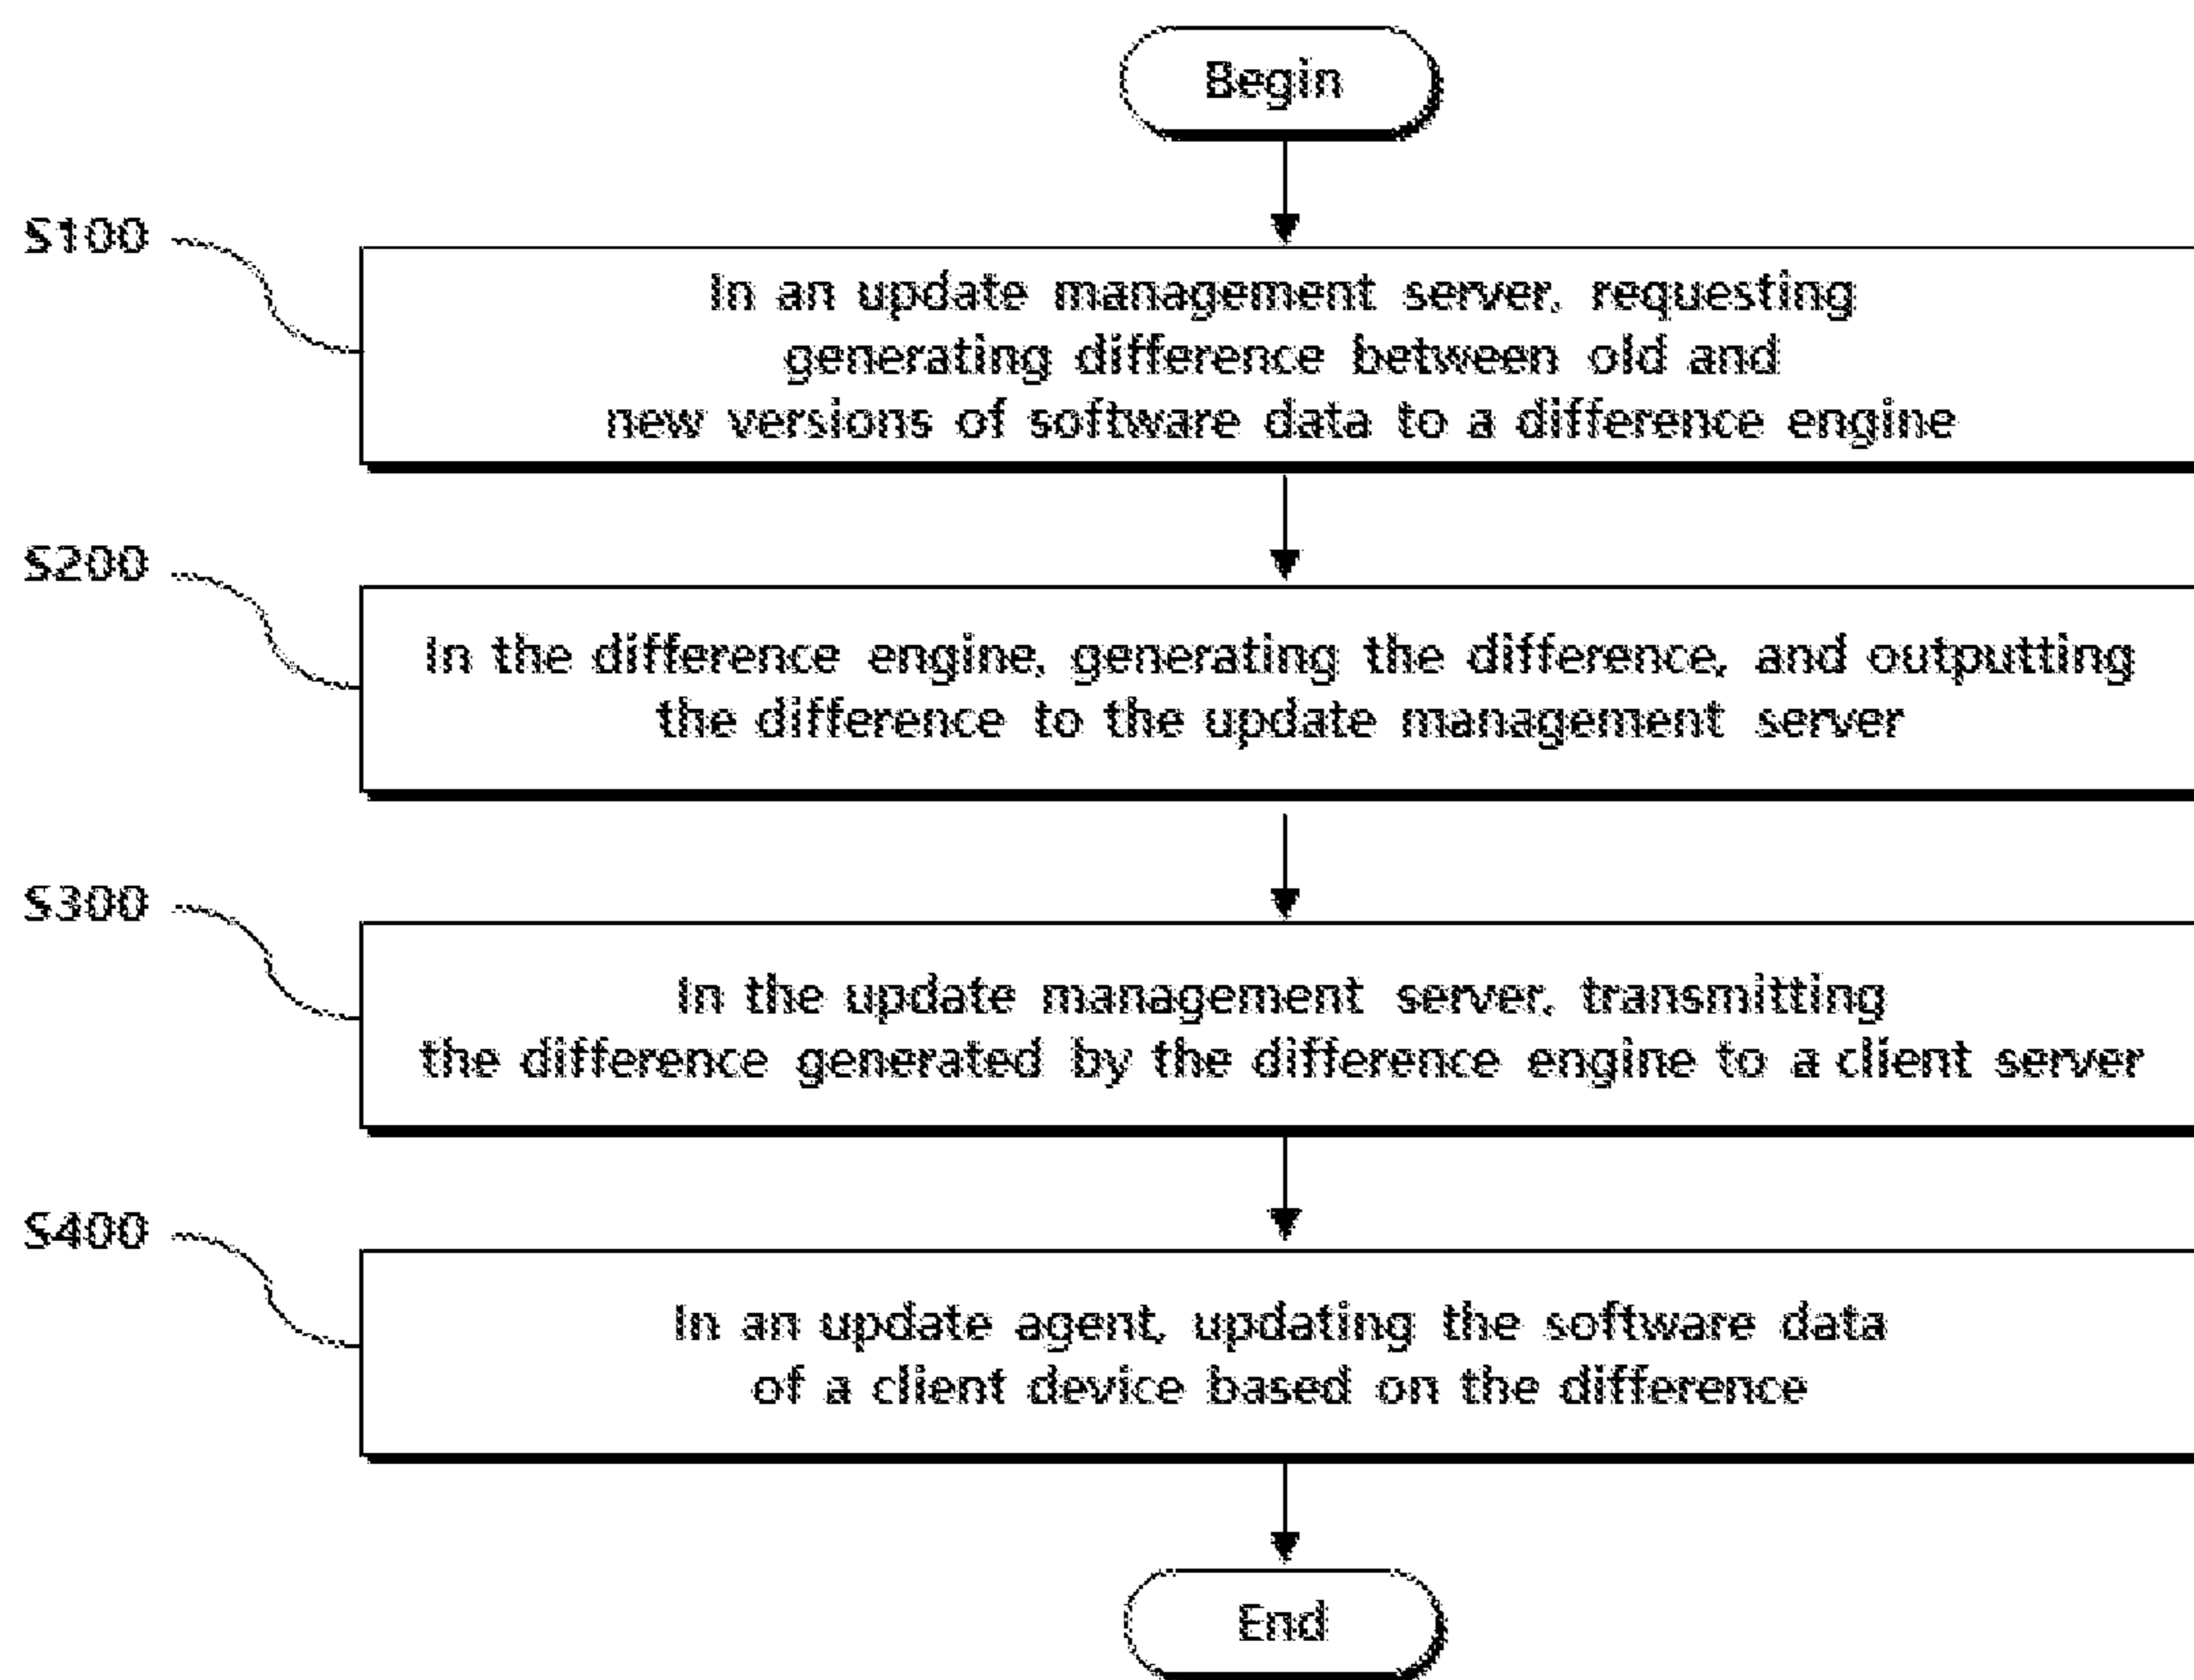 Begin
S100
In an update management server, requesting
generating difference between old and
new versions of software data to a difference engine
S200
In the difference engine, generating the difference, and outputting
the difference to the update management server
S300
In the update management server, transmitting
the difference generated by the difference engine to a client server
S400
In an update agent, updating the software data
of a client device based on the difference
End